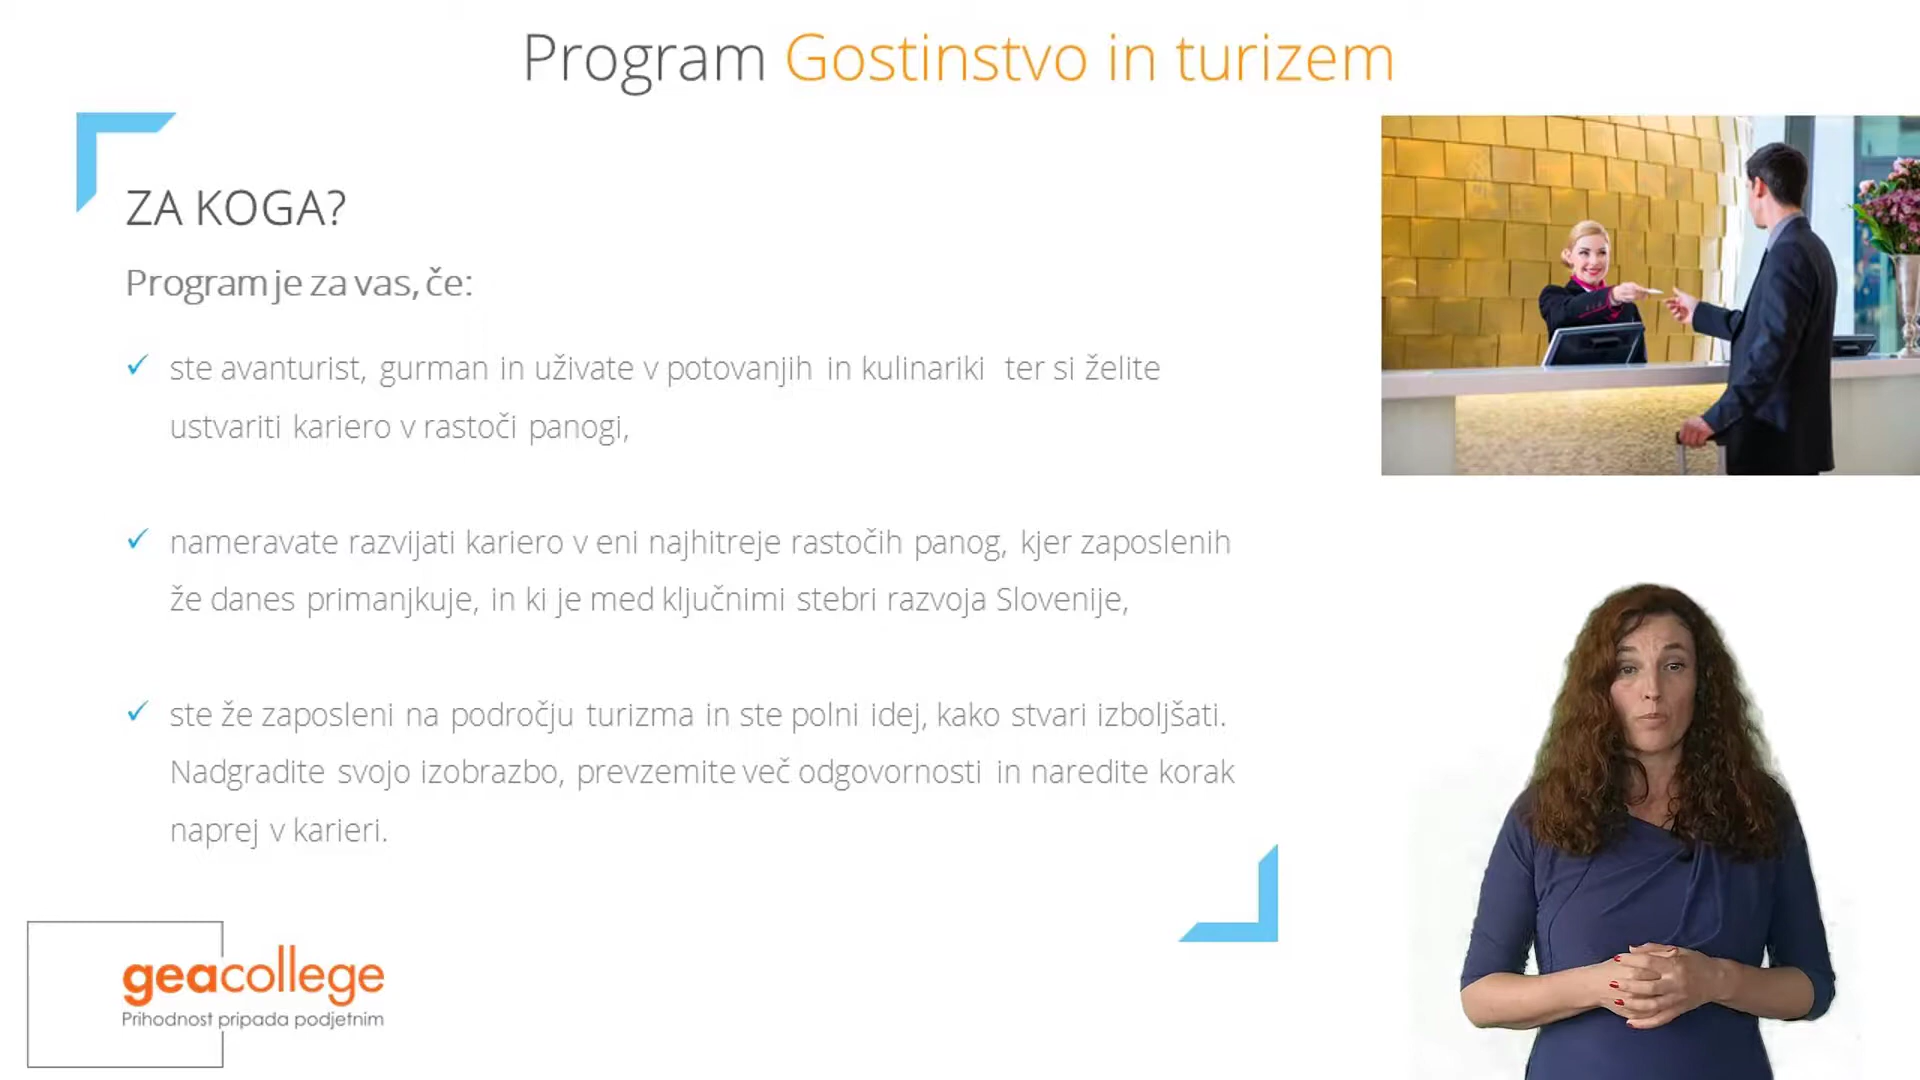 Program Gostinstvo in turizem
ZA KOGA?
Program je za vas, če:
ste avanturist, gurman in uživate v potovanjih in kulinariki ter si želite
ustvariti kariero v rastoči panogi,
nameravate razvijati kariero v eni najhitreje rastočih panog, kjer zaposlenih
že danes primanjkuje, in ki je med ključnimi stebri razvoja Slovenije,
ste že zaposleni na področju turizma in ste polni idej, kako stvari izboljšati.
Nadgradite svojo izobrazbo, prevzemite več odgovornosti in naredite korak
naprej v karieri.
geacollege
Prihodnost pripada podjetnim